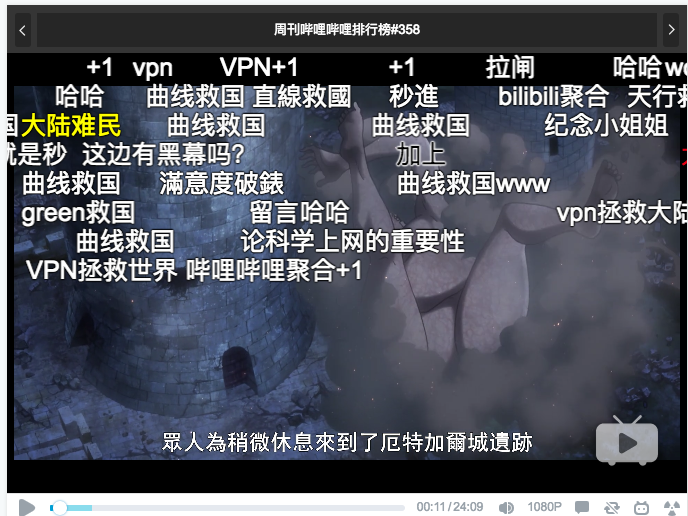 周刊哔哩哔哩排行榜#358
+1 vpn VPN+1 +1 拉闸 哈哈
哈哈 曲线救国 直線救國 秒進 bilibili聚合 天行
大陆难民 曲线救国 曲线救国 纪念小姐姐
就是秒 这边有黑幕吗? 加上
曲线救国 滿意度破錶 曲线救国www
green救国 留言哈哈 vpn拯救大陆
曲线救国 论科学上网的重要性
VPN拯救世界 哔哩哔哩聚合+1
眾人為稍微休息來到了厄特加爾城遺跡
00:11/24:09 1080P